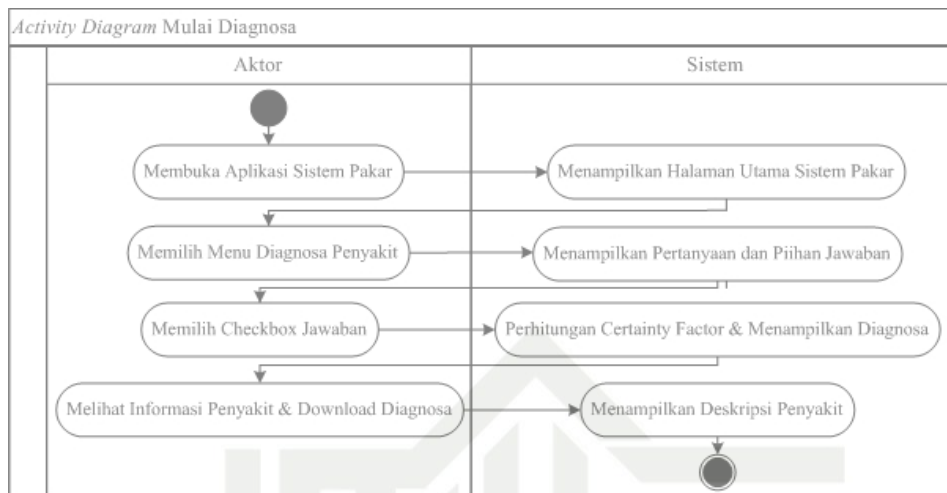 Activity Diagram Mulai Diagnosa
Aktor
Sistem
Membuka Aplikasi Sistem Pakar
Menampilkan Halaman Utama Sistem Pakar
Memilih Menu Diagnosa Penyakit
Menampilkan Pertanyaan dan Piihan Jawaban
Memilih Checkbox Jawaban
Perhitungan Certainty Factor & Menampilkan Diagnosa
Melihat Informasi Penyakit & Download Diagnosa
Menampilkan Deskripsi Penyakit